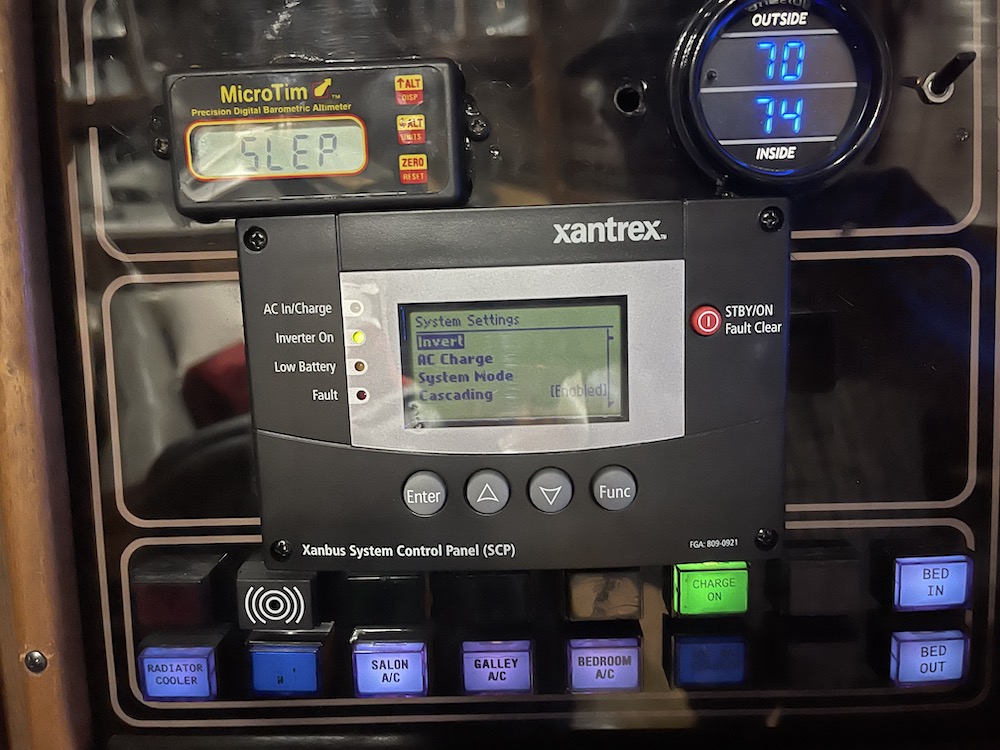 OUTSIDE
70
74
INSIDE
MicroTim
TM
Precision Digital Barometric Altimeter
SLEP
↑ALT
DISP
↓ALT
UNITS
ZERO
RESET
xantrex™
AC In/Charge
Inverter On
Low Battery
Fault
System Settings
Invert
AC Charge
System Mode
Cascading [Enabled]
STBY/ON
Fault Clear
Enter
Func
Xanbus System Control Panel (SCP)
FGA: 809-0921
CHARGE
ON
BED
IN
RADIATOR
COOLER
SALON
A/C
GALLEY
A/C
BEDROOM
A/C
BED
OUT